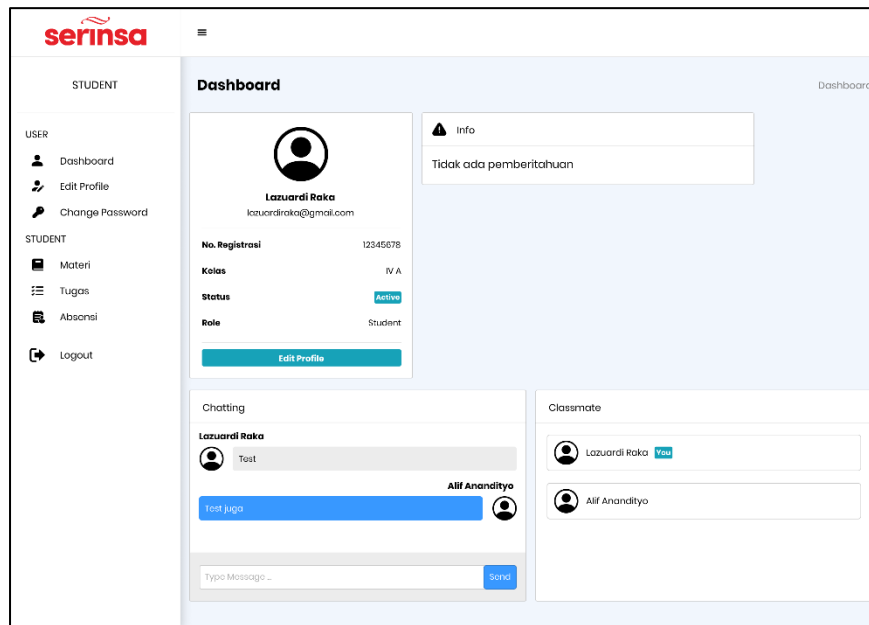 serinsa
STUDENT
USER
Dashboard
Edit Profile
Change Password
STUDENT
Materi
Tugas
Absensi
Logout
Dashboard
Dashboard
Lazuardi Raka
lazuardiraka@gmail.com
No. Registrasi 12345678
Kelas IV A
Status Active
Role Student
Edit Profile
Info
Tidak ada pemberitahuan
Chatting
Lazuardi Raka
Test
Alif Anandityo
Test juga
Type Message ...
Send
Classmate
Lazuardi Raka You
Alif Anandityo